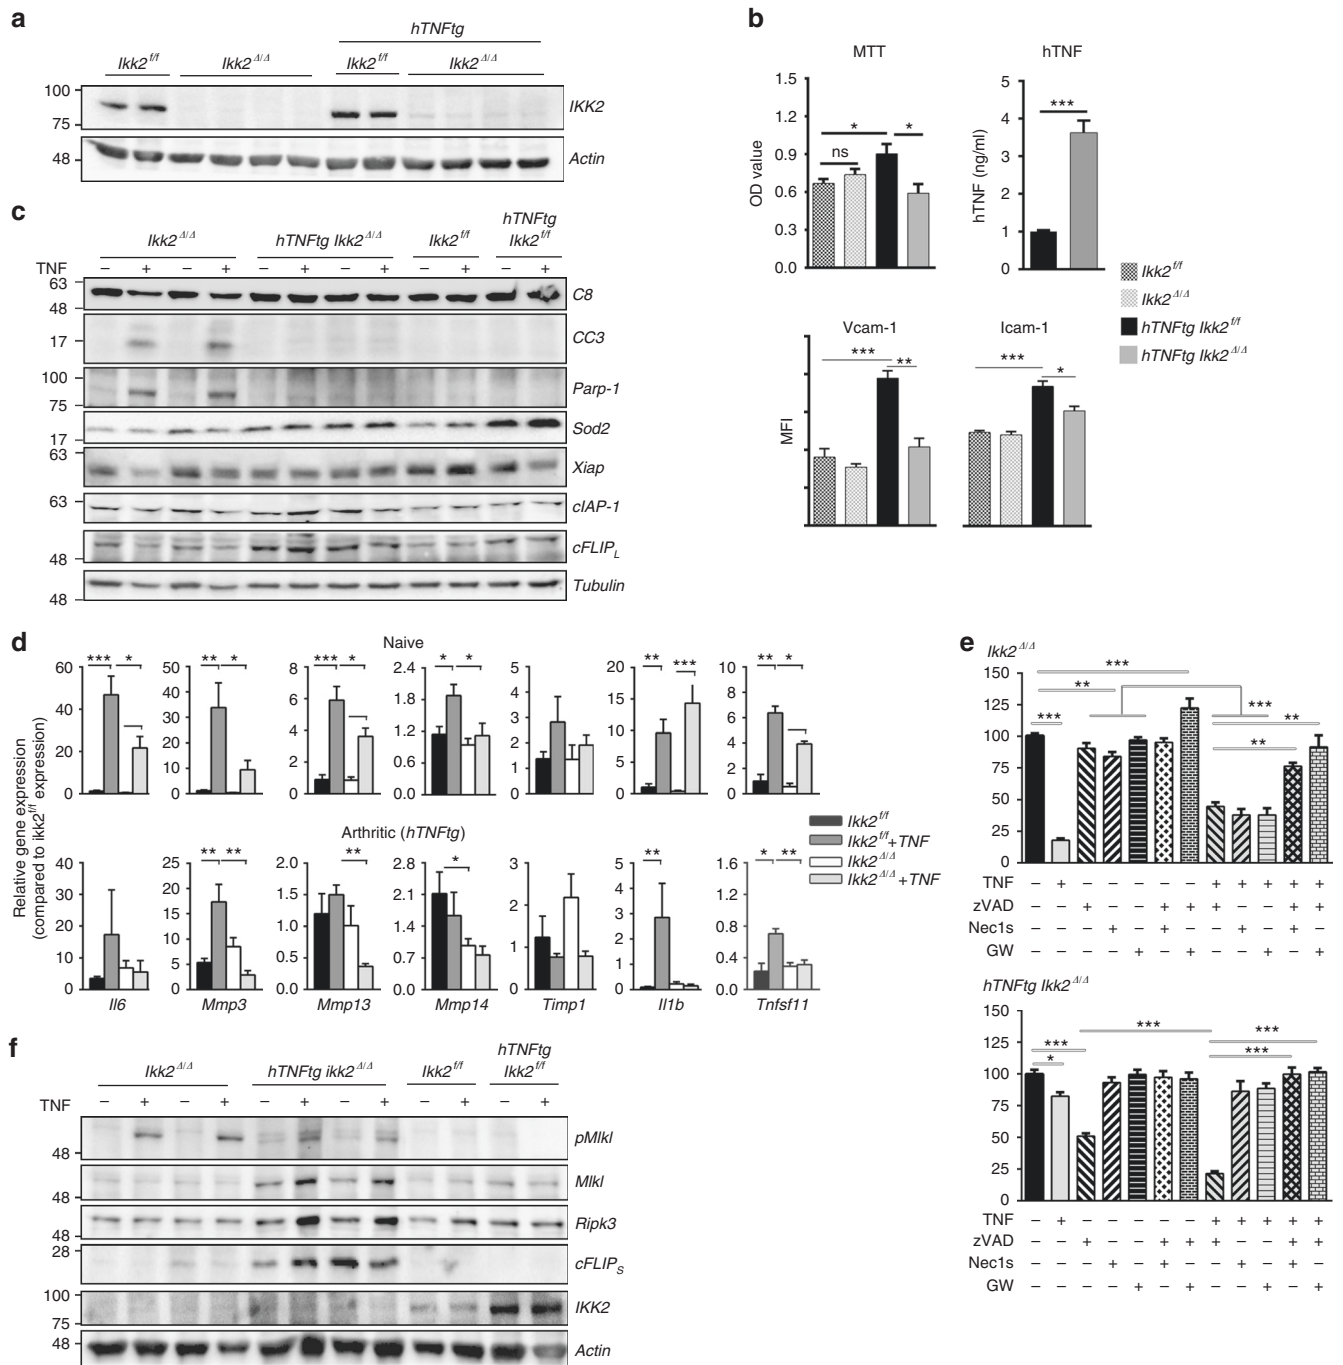 a
hTNFtg
Ikk2f/f Ikk2Δ/Δ Ikk2f/f Ikk2Δ/Δ
100
75
IKK2
48
Actin
b
MTT
OD value
1.5
1.2
0.9
0.6
0.3
0.0
ns
*
*
hTNF
hTNF (ng/ml)
5
4
3
2
1
0
***
Vcam-1
MFI
***
**
Icam-1
***
*
Ikk2f/f
Ikk2Δ/Δ
hTNFtg Ikk2f/f
hTNFtg Ikk2Δ/Δ
c
Ikk2Δ/Δ hTNFtg Ikk2Δ/Δ Ikk2f/f hTNFtg Ikk2f/f
TNF – + – + – + – + – + – +
63
48
C8
17
CC3
100
75
Parp-1
17
Sod2
63
Xiap
63
cIAP-1
48
cFLIPL
48
Tubulin
d
Naive
Relative gene expression
(compared to ikk2f/f expression)
60
40
20
0
*** *
50
40
30
20
10
0
** *
8
6
4
2
0
*** *
2.4
1.8
1.2
0.6
0.0
* *
5
4
3
2
1
0
20
15
10
5
0
** ***
10
8
6
4
2
0
** *
Arthritic (hTNFtg)
40
30
20
10
0
25
20
15
10
5
0
** **
2.0
1.5
1.0
0.5
0.0
**
2.8
2.1
1.4
0.7
0.0
*
3
2
1
0
5
4
3
2
1
0
**
1.6
1.2
0.8
0.4
0.0
* **
Il6 Mmp3 Mmp13 Mmp14 Timp1 Il1b Tnfsf11
Ikk2f/f
Ikk2f/f+TNF
Ikk2Δ/Δ
Ikk2Δ/Δ+TNF
e
Ikk2Δ/Δ
150
125
100
75
50
25
0
***
**
***
***
**
**
TNF – + – – – – – + + + + +
zVAD – – + – – + + + – – + +
Nec1s – – – + – + – – + – + –
GW – – – – + – + – – + – +
hTNFtg Ikk2Δ/Δ
150
125
100
75
50
25
0
***
***
***
*
***
TNF – + – – – – – + + + + +
zVAD – – + – – + + + – – + +
Nec1s – – – + – + – – + – + –
GW – – – – + – + – – + – +
f
Ikk2Δ/Δ hTNFtg ikk2Δ/Δ Ikk2f/f hTNFtg Ikk2f/f
TNF – + – + – + – + – + – +
48
pMlkl
48
Mlkl
48
Ripk3
28
cFLIPS
100
75
IKK2
48
Actin